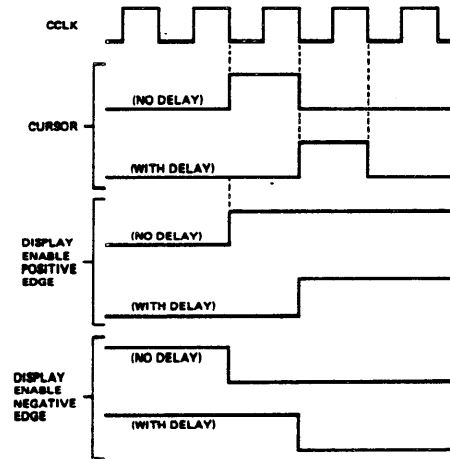 CCLK
(NO DELAY)
CURSOR
(WITH DELAY)
(NO DELAY)
DISPLAY
ENABLE
POSITIVE
EDGE
(WITH DELAY)
(NO DELAY)
DISPLAY
ENABLE
NEGATIVE
EDGE
(WITH DELAY)